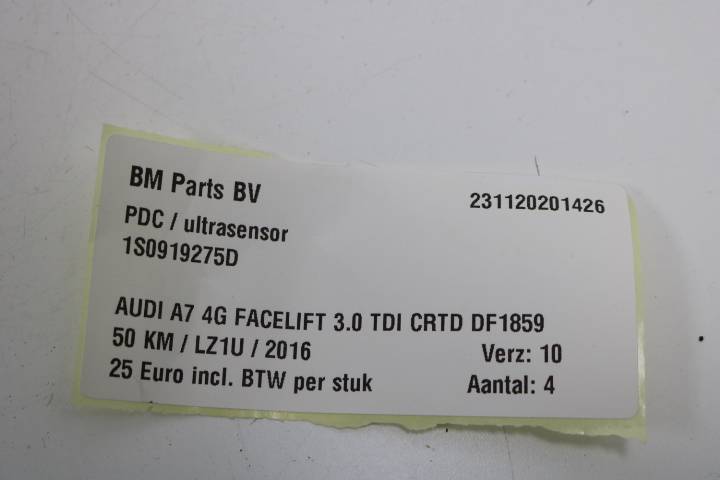 BM Parts BV
231120201426
PDC / ultrasensor
1S0919275D
AUDI A7 4G FACELIFT 3.0 TDI CRTD DF1859
50 KM / LZ1U / 2016
Verz: 10
25 Euro incl. BTW per stuk
Aantal: 4